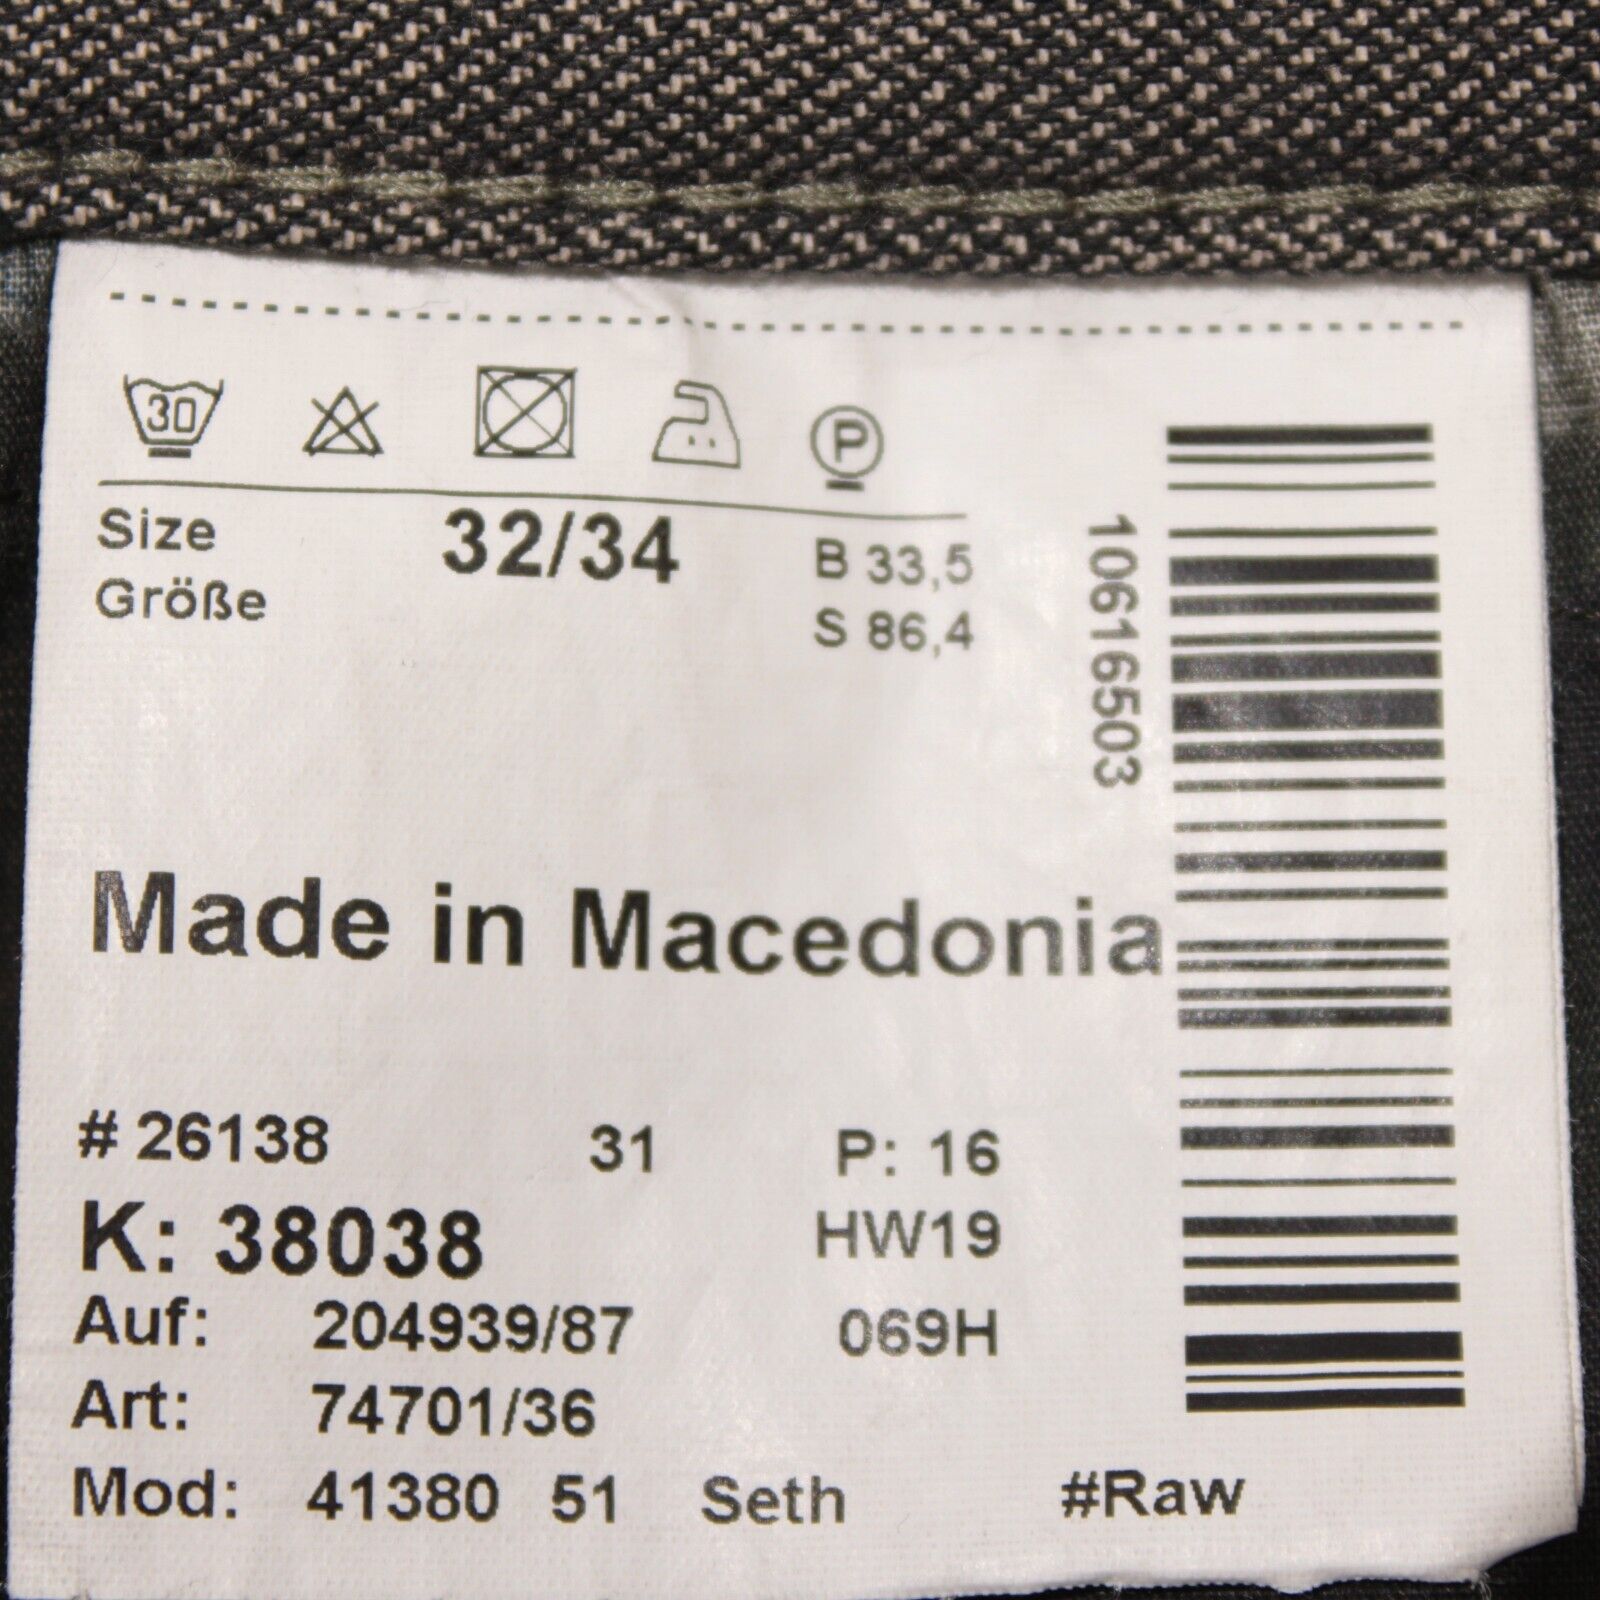 30 P
Size 32/34 B 33,5
Größe S 86,4
10616503
Made in Macedonia
# 26138 31 P: 16
K: 38038 HW19
Auf: 204939/87 069H
Art: 74701/36
Mod: 41380 51 Seth #Raw